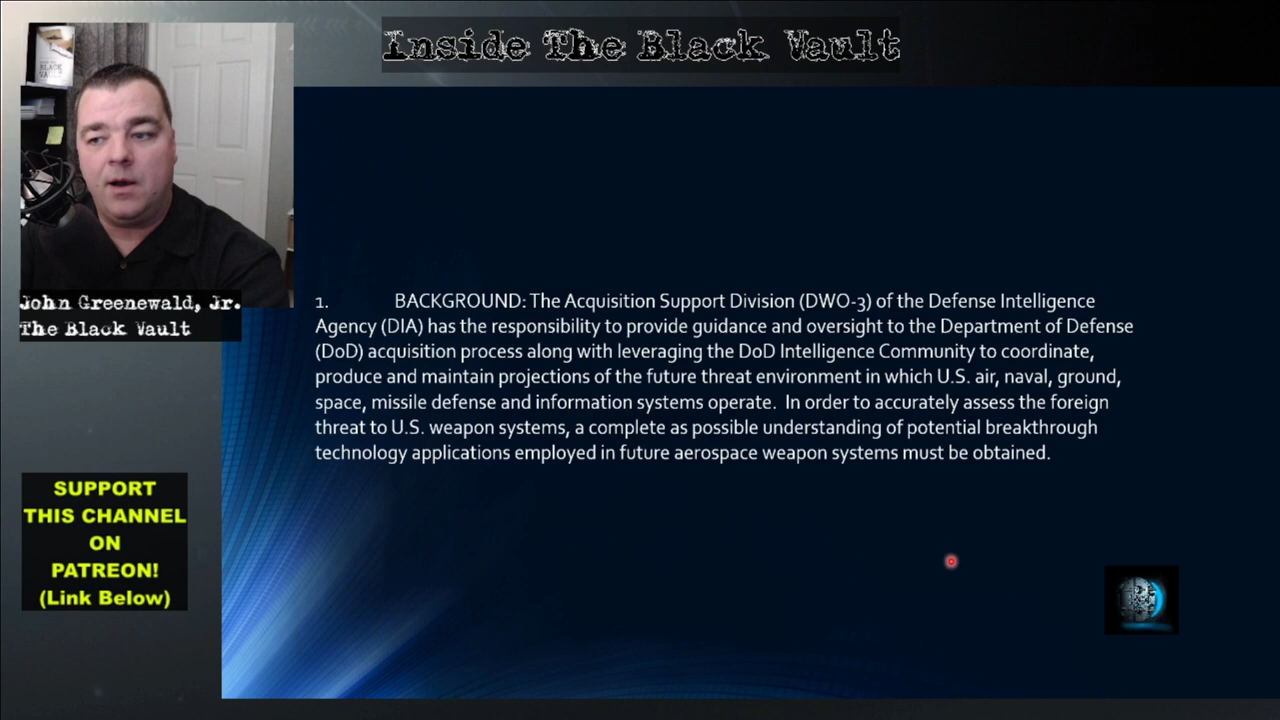 Inside The Black Vault
BLACK
VAULT
John Greenewald, Jr.
The Black Vault
1. BACKGROUND: The Acquisition Support Division (DWO-3) of the Defense Intelligence
Agency (DIA) has the responsibility to provide guidance and oversight to the Department of Defense
(DoD) acquisition process along with leveraging the DoD Intelligence Community to coordinate,
produce and maintain projections of the future threat environment in which U.S. air, naval, ground,
space, missile defense and information systems operate. In order to accurately assess the foreign
threat to U.S. weapon systems, a complete as possible understanding of potential breakthrough
technology applications employed in future aerospace weapon systems must be obtained.
SUPPORT
THIS CHANNEL
ON
PATREON!
(Link Below)